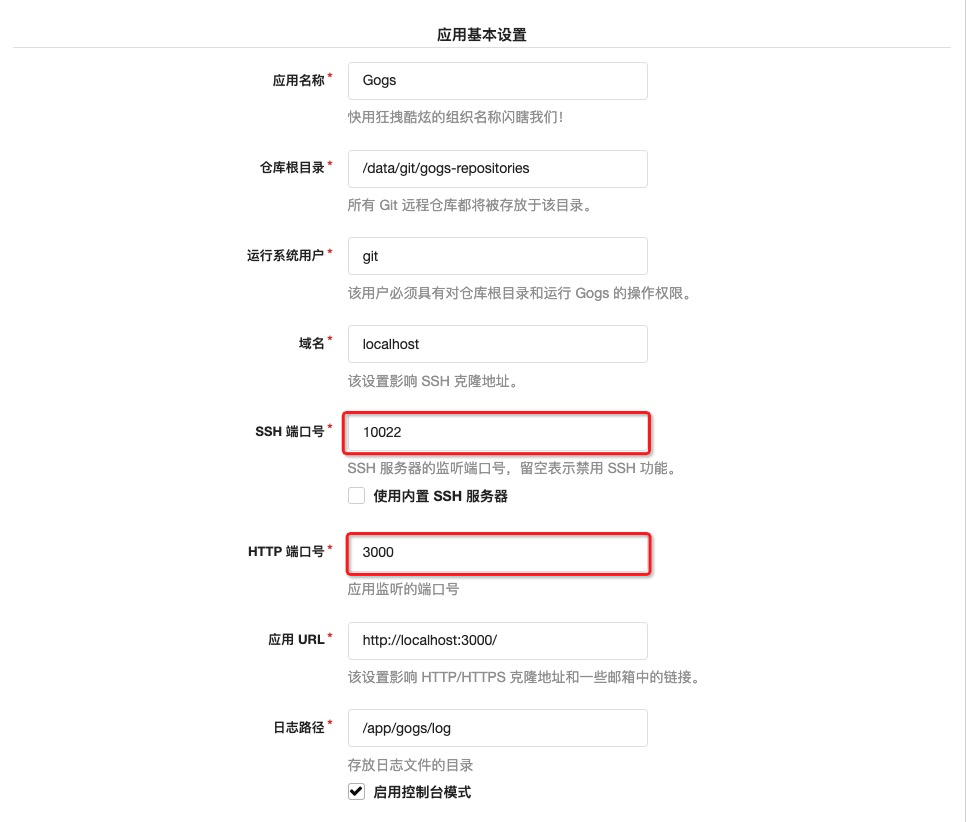 应用基本设置
应用名称* Gogs
快用狂拽酷炫的组织名称闪瞎我们!
仓库根目录* /data/git/gogs-repositories
所有 Git 远程仓库都将被存放于该目录。
运行系统用户* git
该用户必须具有对仓库根目录和运行 Gogs 的操作权限。
域名* localhost
该设置影响 SSH 克隆地址。
SSH 端口号* 10022
SSH 服务器的监听端口号，留空表示禁用 SSH 功能。
使用内置 SSH 服务器
HTTP 端口号* 3000
应用监听的端口号
应用 URL* http://localhost:3000/
该设置影响 HTTP/HTTPS 克隆地址和一些邮箱中的链接。
日志路径* /app/gogs/log
存放日志文件的目录
启用控制台模式